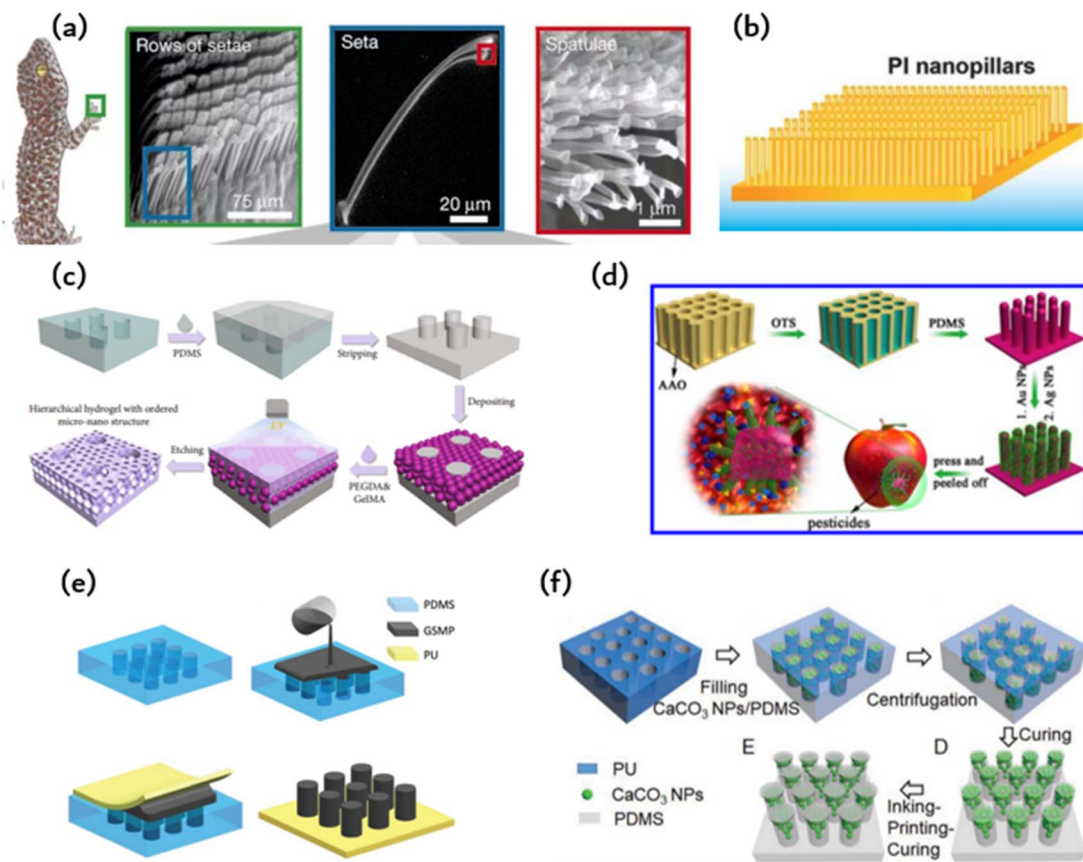 (a)
Rows of setae
75 μm
Seta
20 μm
Spatulae
1 μm
(b)
PI nanopillars
(c)
PDMS
Stripping
Depositing
PEGDA&
GelMA
Etching
Hierarchical hydrogel with ordered
micro-nano structure
(d)
OTS
PDMS
AAO
1. Au NPs
2. Ag NPs
press and
peeled off
pesticides
(e)
PDMS
GSMP
PU
(f)
Filling
CaCO₃ NPs/PDMS
Centrifugation
Curing
D
E
Inking-
Printing-
Curing
PU
CaCO₃ NPs
PDMS